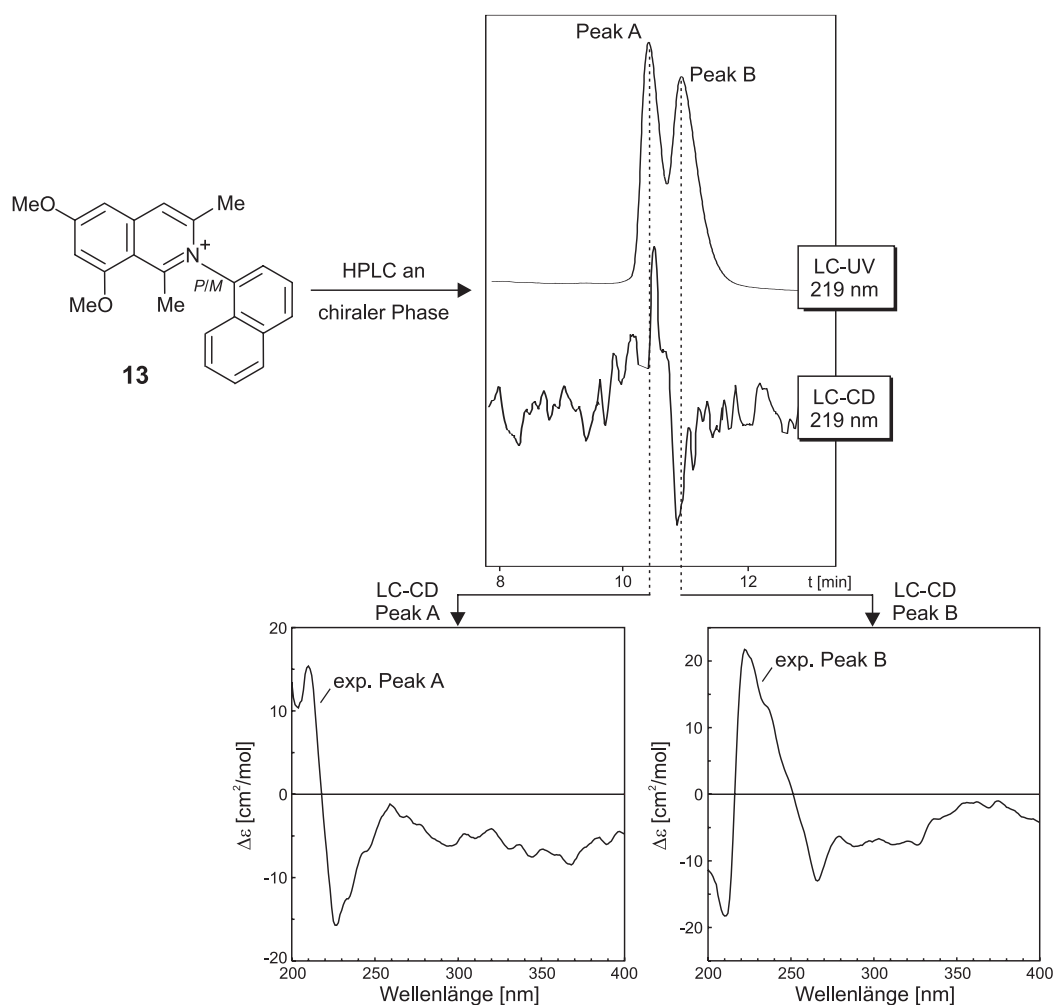 Peak A
Peak B
MeO
Me
N+
P/M
MeO
Me
13
HPLC an
chiraler Phase
LC-UV
219 nm
LC-CD
219 nm
8
10
12
t [min]
LC-CD
Peak A
LC-CD
Peak B
exp. Peak A
20
10
0
-10
-20
Δε [cm²/mol]
200
250
300
350
400
Wellenlänge [nm]
exp. Peak B
20
10
0
-10
-20
Δε [cm²/mol]
200
250
300
350
400
Wellenlänge [nm]